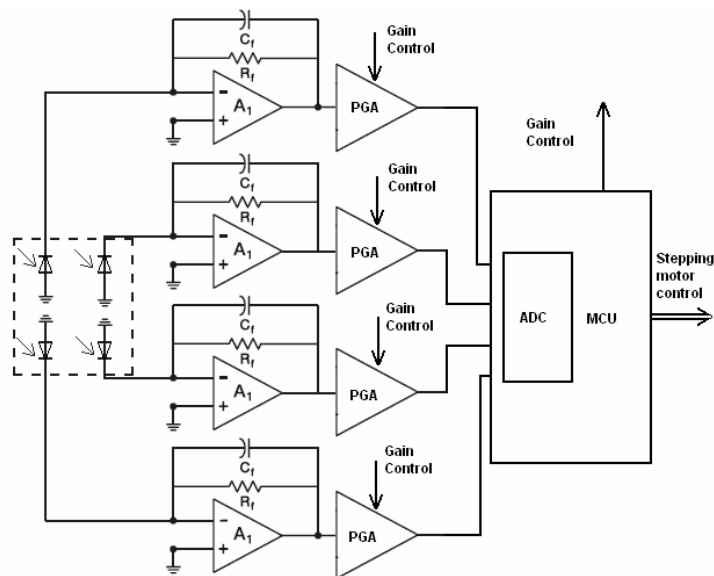 Cf
Rf
A1
PGA
Gain
Control
Cf
Rf
A1
PGA
Gain
Control
Cf
Rf
A1
PGA
Gain
Control
Cf
Rf
A1
PGA
Gain
Control
Gain
Control
ADC
MCU
Stepping
motor
control